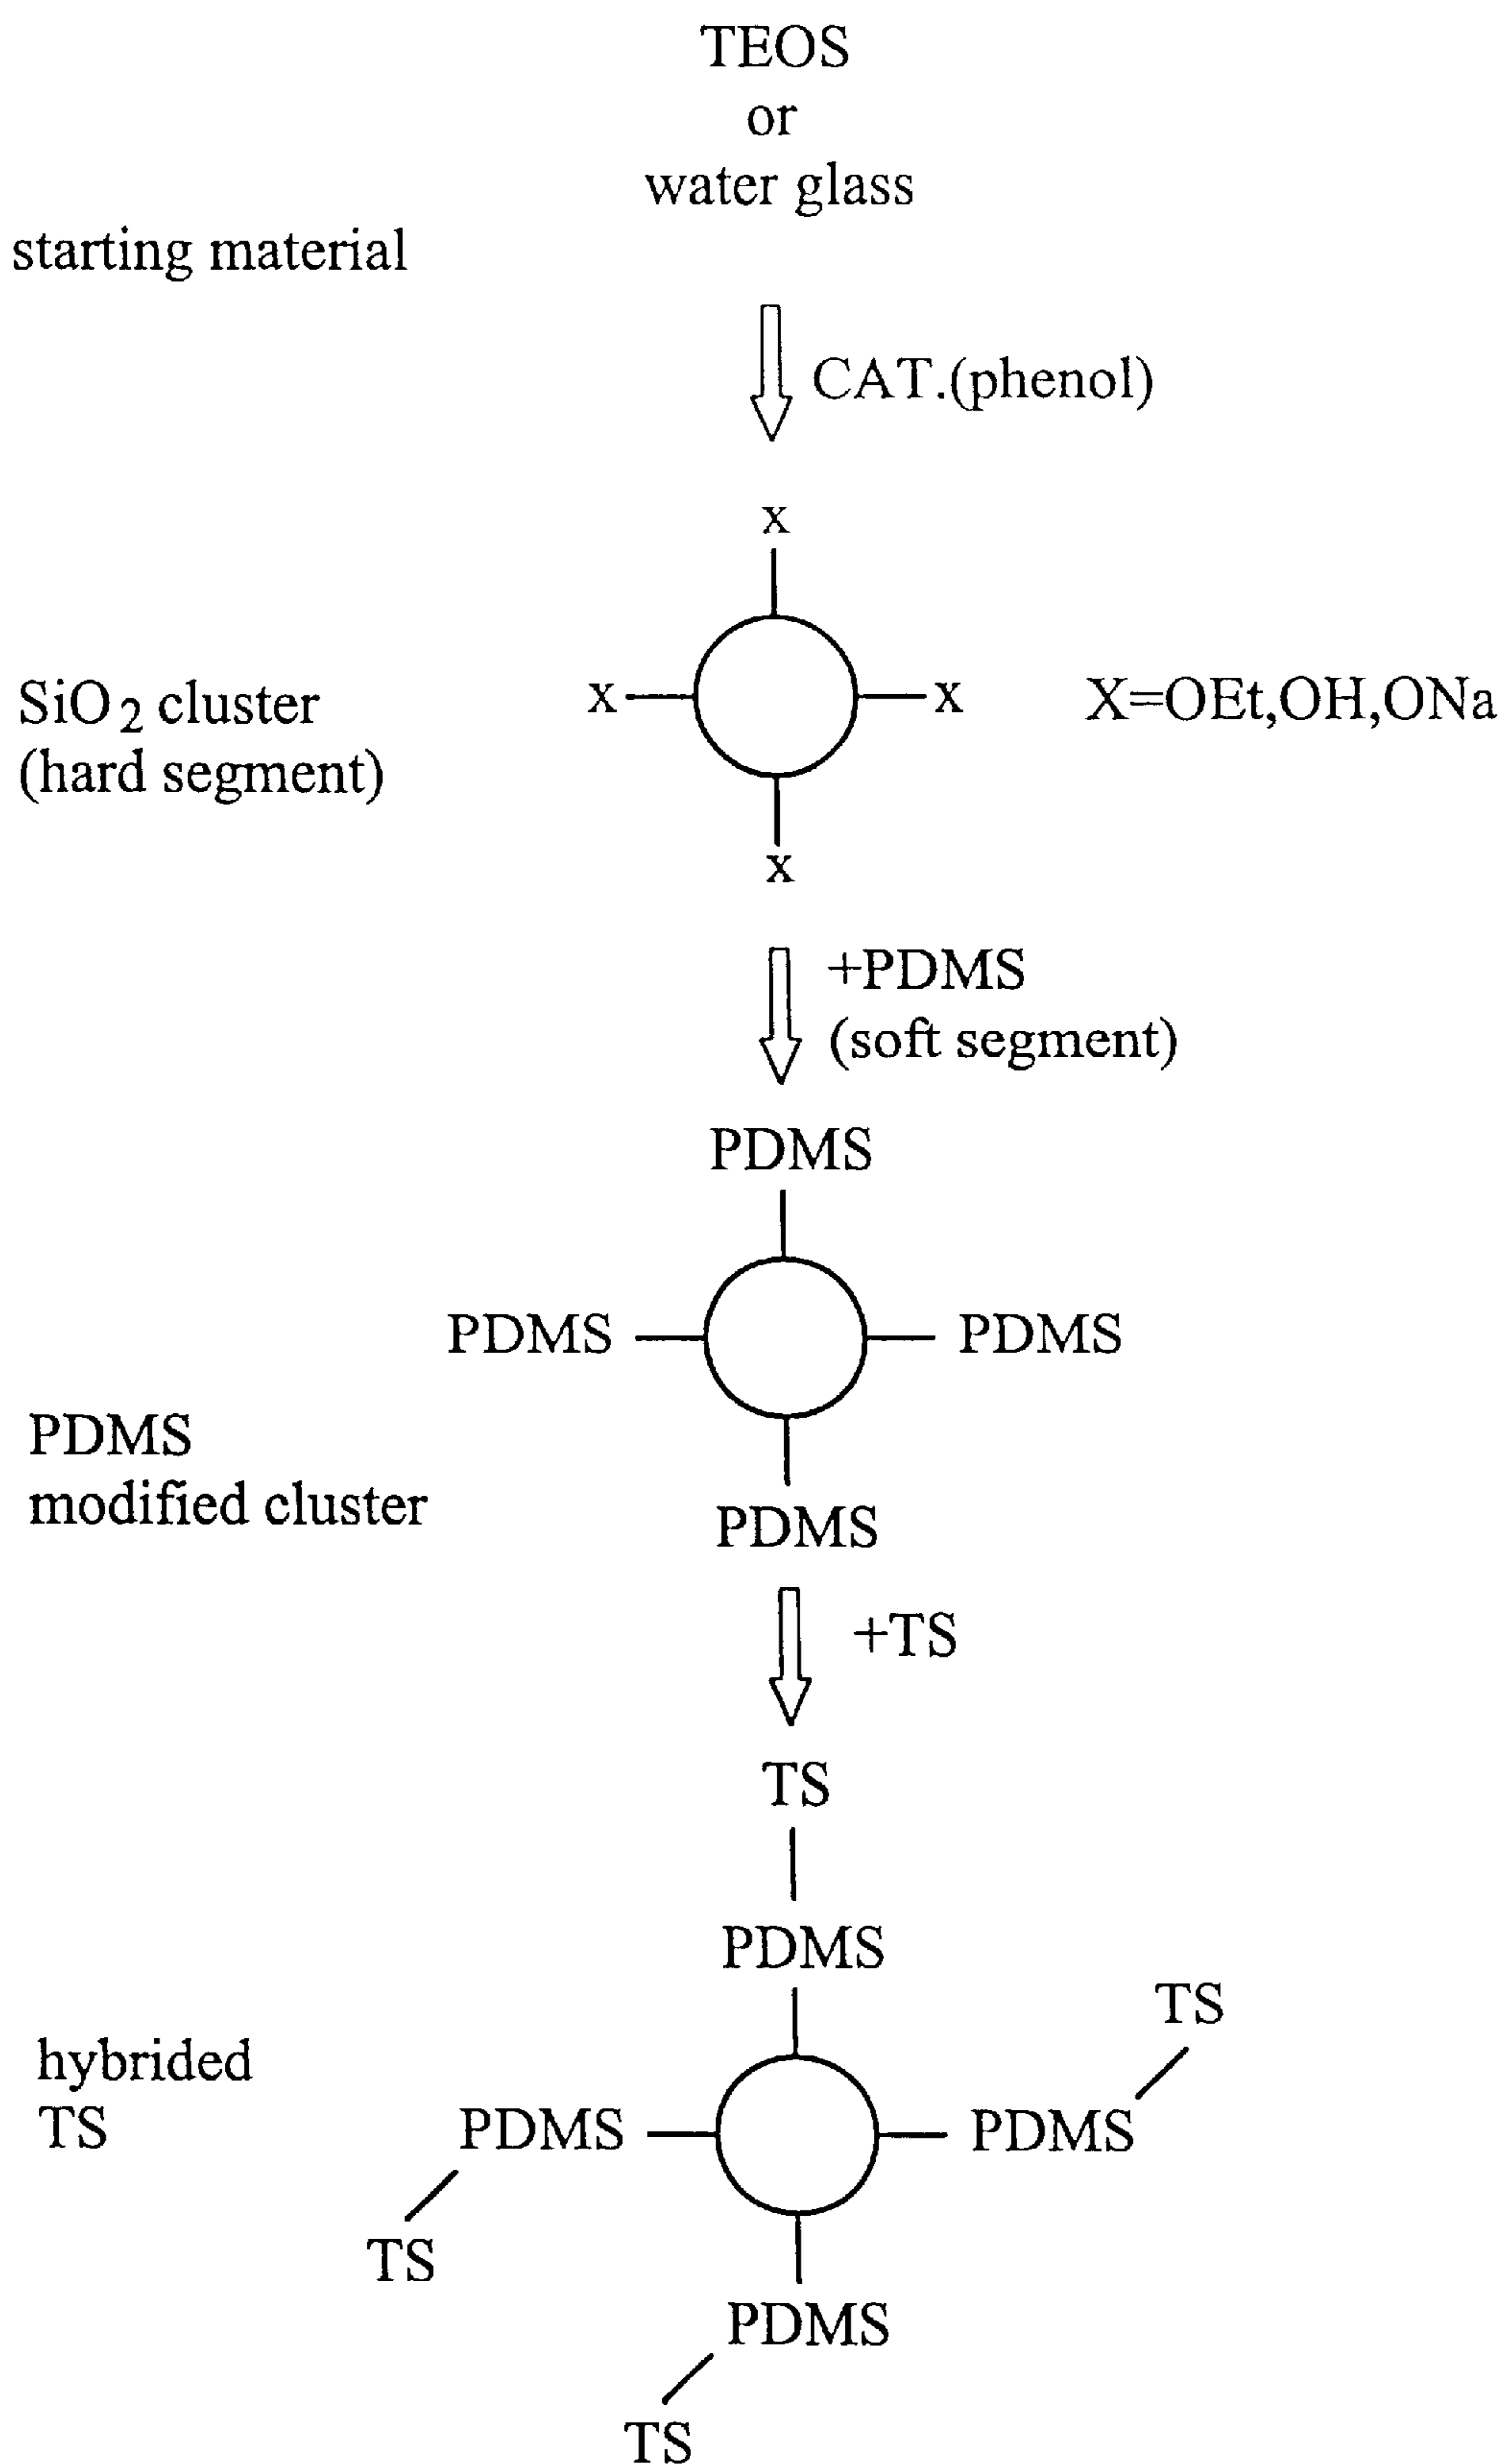 TEOS
or
water glass
starting material
CAT.(phenol)
x
SiO2 cluster
(hard segment)
x
x
X=OEt,OH,ONa
x
+PDMS
(soft segment)
PDMS
PDMS
PDMS
PDMS
modified cluster
PDMS
+TS
TS
PDMS
TS
hybrided
TS
PDMS
PDMS
TS
PDMS
TS